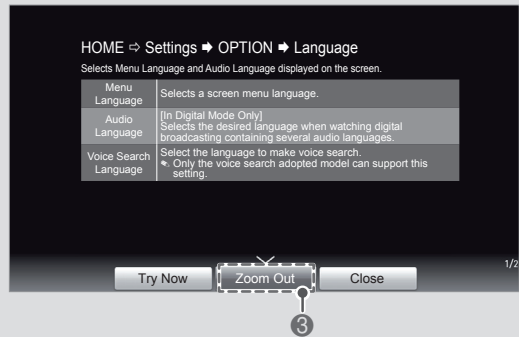 HOME ⇨ Settings ➡ OPTION ➡ Language
Selects Menu Language and Audio Language displayed on the screen.
Menu
Language
Selects a screen menu language.
Audio
Language
[In Digital Mode Only]
Selects the desired language when watching digital
broadcasting containing several audio languages.
Voice Search
Language
Select the language to make voice search.
Only the voice search adopted model can support this
setting.
1/2
Try Now
Zoom Out
Close
3